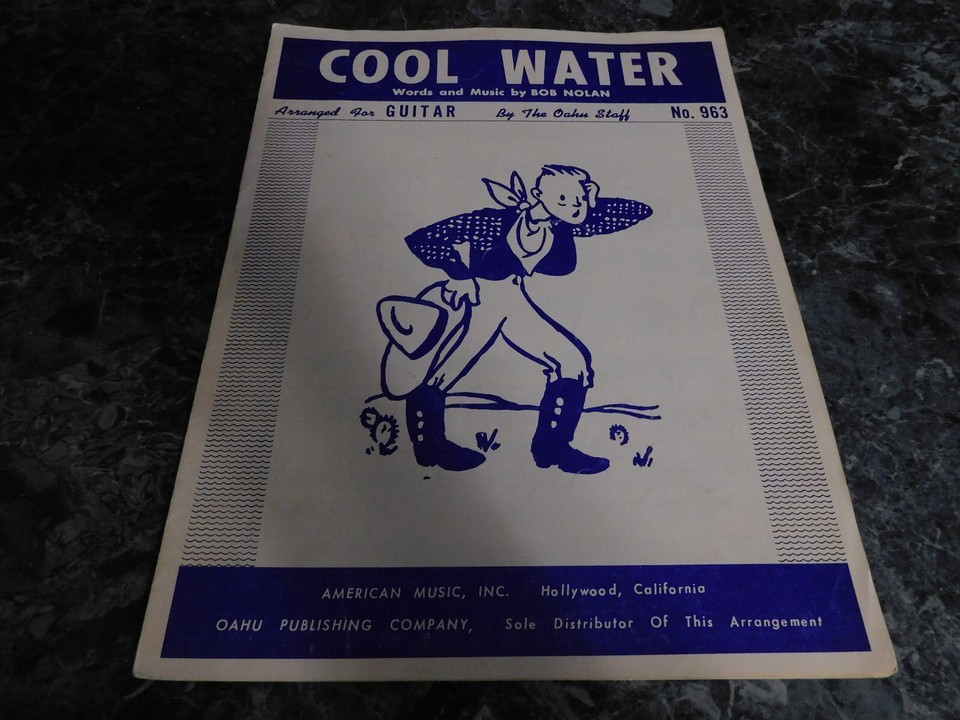 COOL WATER
Words and Music by BOB NOLAN
Arranged For GUITAR By The Oahu Staff No. 963
AMERICAN MUSIC, INC. Hollywood, California
OAHU PUBLISHING COMPANY, Sole Distributor Of This Arrangement